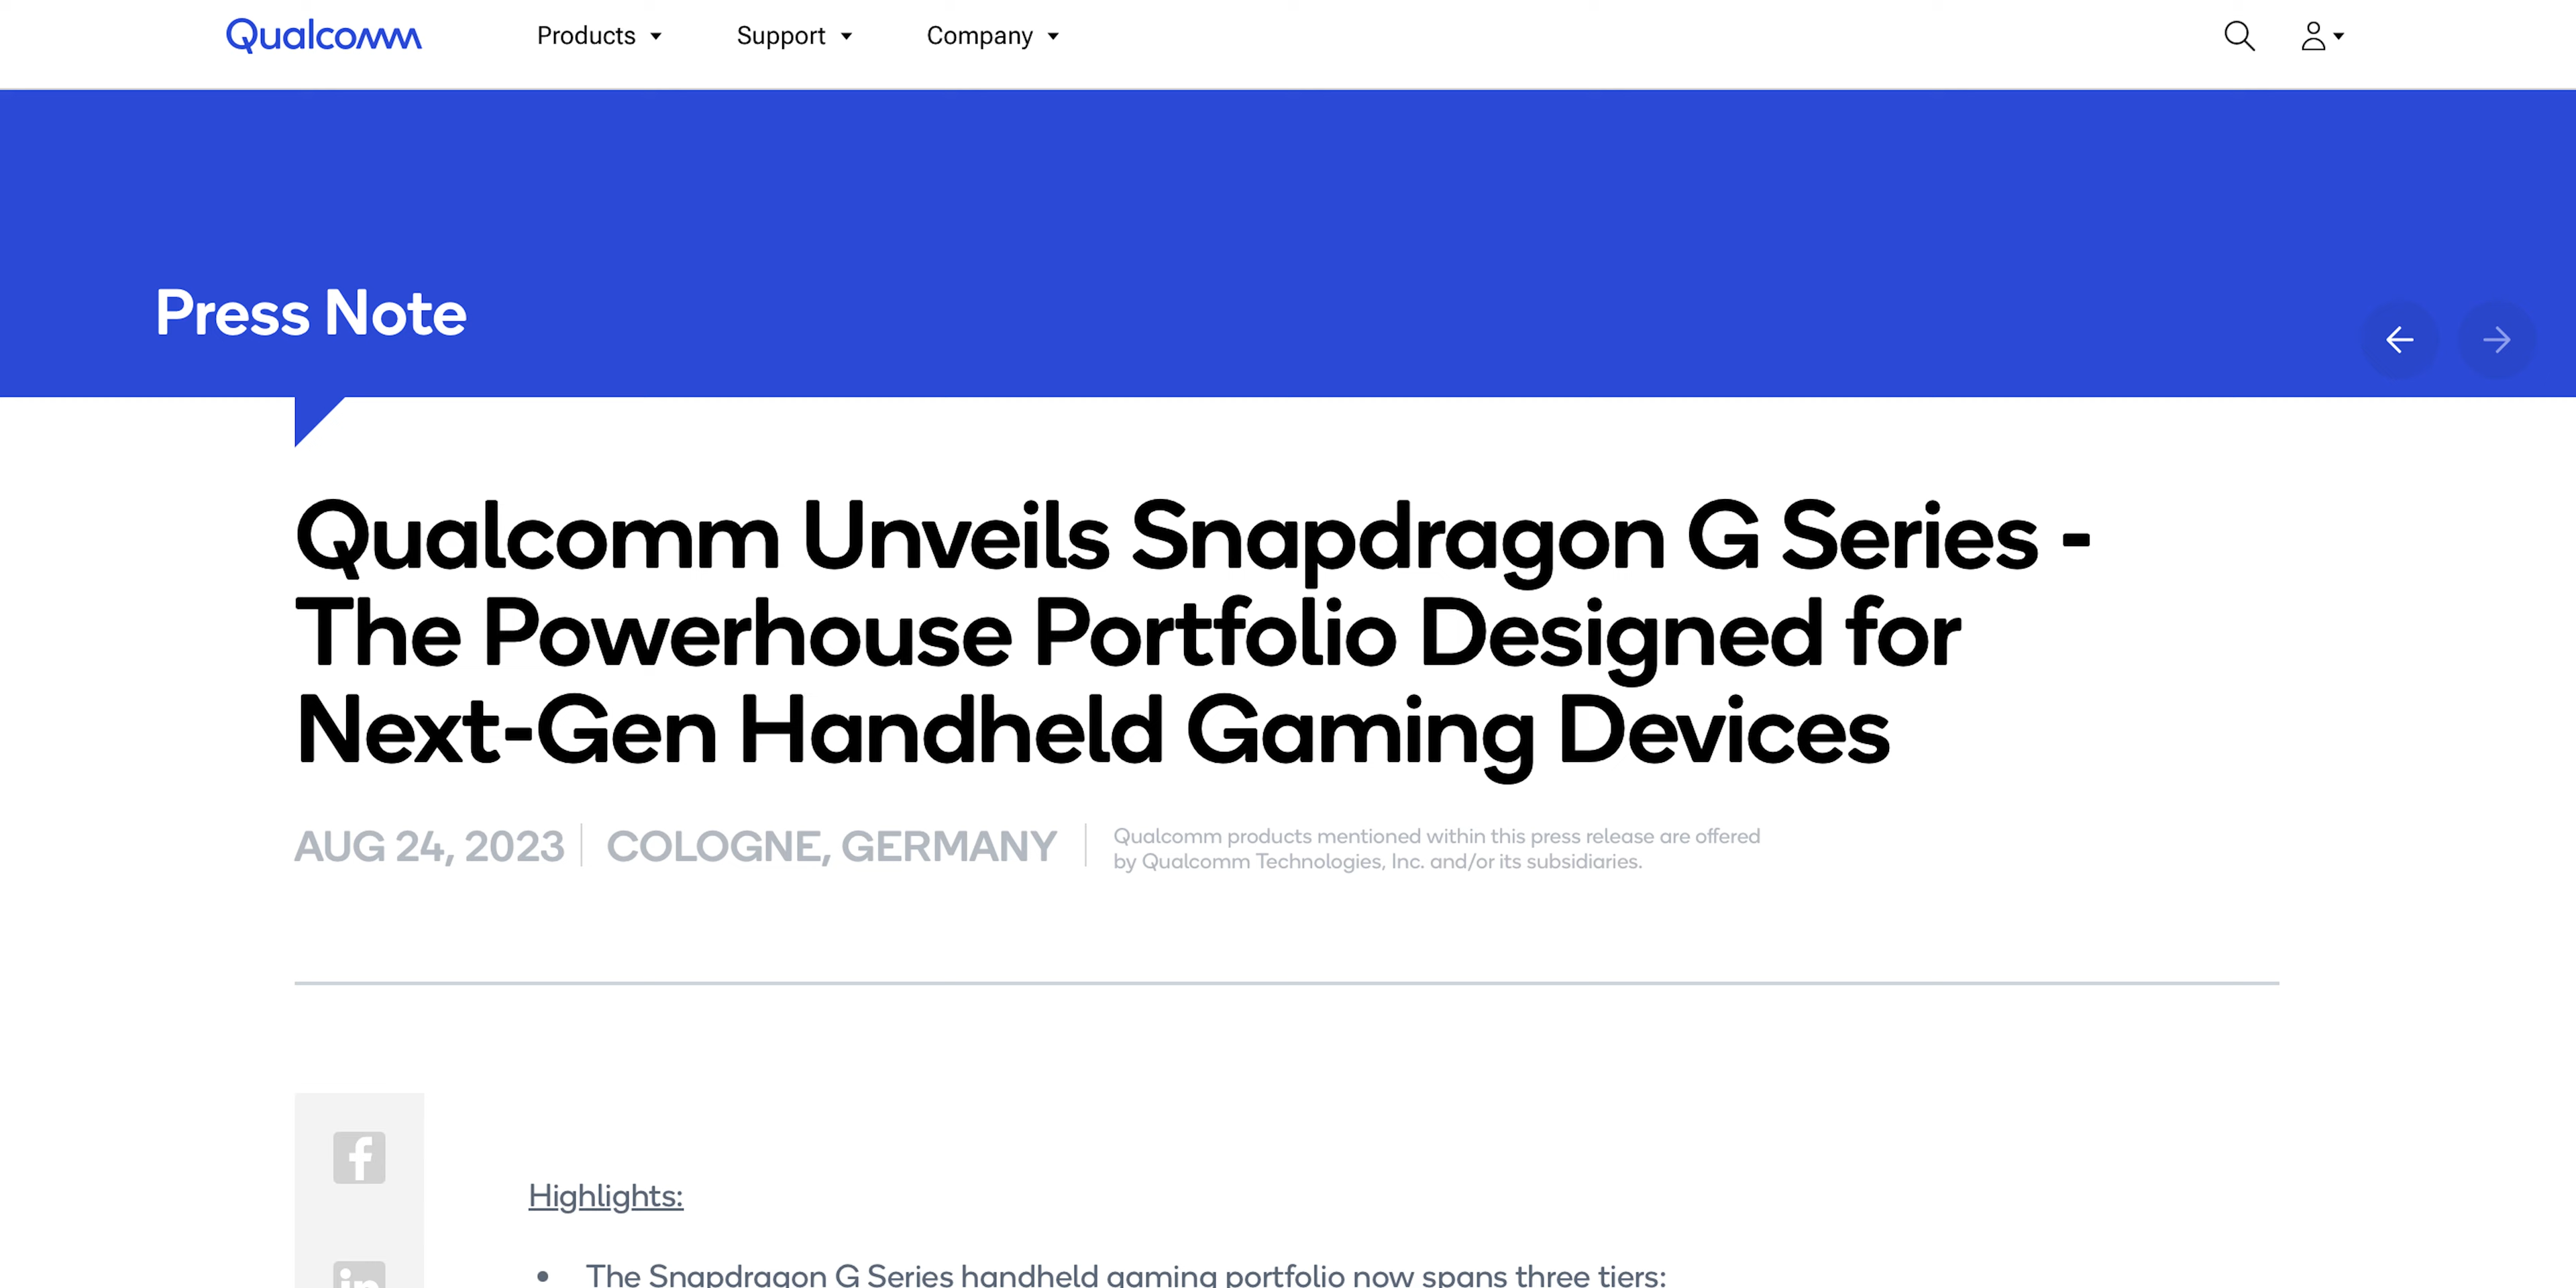 Qualcomm Products Support Company
Press Note
Qualcomm Unveils Snapdragon G Series -
The Powerhouse Portfolio Designed for
Next-Gen Handheld Gaming Devices
AUG 24, 2023 COLOGNE, GERMANY
Qualcomm products mentioned within this press release are offered
by Qualcomm Technologies, Inc. and/or its subsidiaries.
f
Highlights:
in
• The Snapdragon G Series handheld gaming portfolio now spans three tiers: